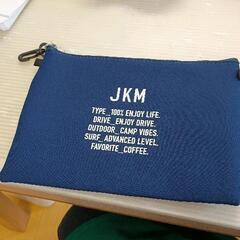 JKM
TYPE_100% ENJOY LIFE.
DRIVE_ENJOY DRIVE.
OUTDOOR_CAMP VIBES.
SURF_ADVANCED LEVEL.
FAVORITE_COFFEE.